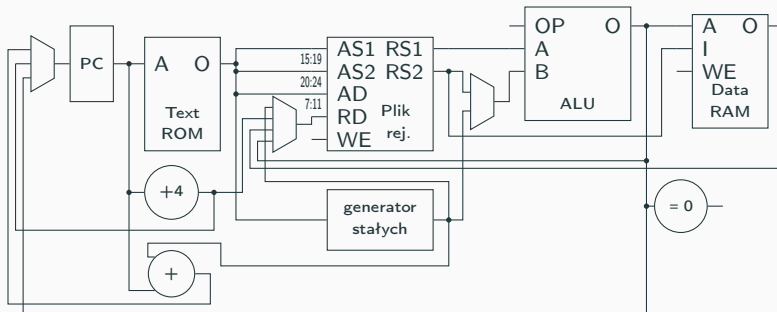 PC
A O
Text
ROM
+4
+
15:19
20:24
7:11
AS1 RS1
AS2 RS2
AD
RD Plik
WE rej.
generator
stałych
OP O
A
B
ALU
= 0
A O
I
WE
Data
RAM